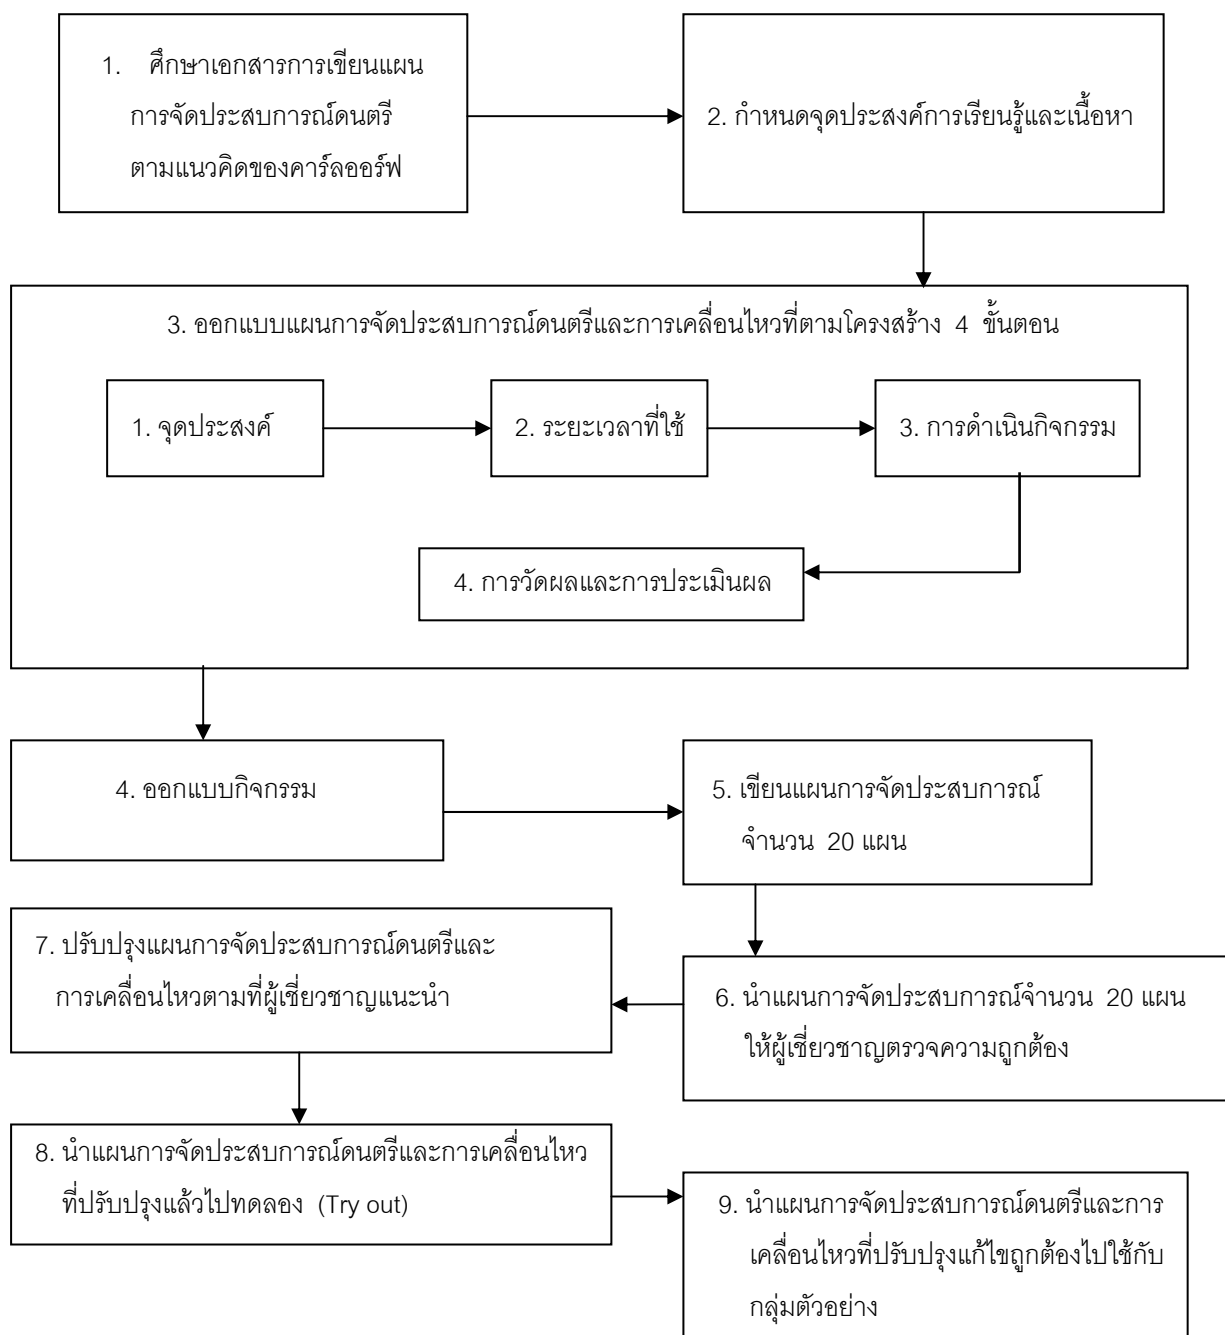 1. ศึกษาเอกสารการเขียนแผน
การจัดประสบการณ์ดนตรี
ตามแนวคิดของคาร์ลออร์ฟ
2. กำหนดจุดประสงค์การเรียนรู้และเนื้อหา
3. ออกแบบแผนการจัดประสบการณ์ดนตรีและการเคลื่อนไหวที่ตามโครงสร้าง 4 ขั้นตอน
1. จุดประสงค์
2. ระยะเวลาที่ใช้
3. การดำเนินกิจกรรม
4. การวัดผลและการประเมินผล
4. ออกแบบกิจกรรม
5. เขียนแผนการจัดประสบการณ์
จำนวน 20 แผน
6. นำแผนการจัดประสบการณ์จำนวน 20 แผน
ให้ผู้เชี่ยวชาญตรวจความถูกต้อง
7. ปรับปรุงแผนการจัดประสบการณ์ดนตรีและ
การเคลื่อนไหวตามที่ผู้เชี่ยวชาญแนะนำ
8. นำแผนการจัดประสบการณ์ดนตรีและการเคลื่อนไหว
ที่ปรับปรุงแล้วไปทดลอง (Try out)
9. นำแผนการจัดประสบการณ์ดนตรีและการ
เคลื่อนไหวที่ปรับปรุงแก้ไขถูกต้องไปใช้กับ
กลุ่มตัวอย่าง